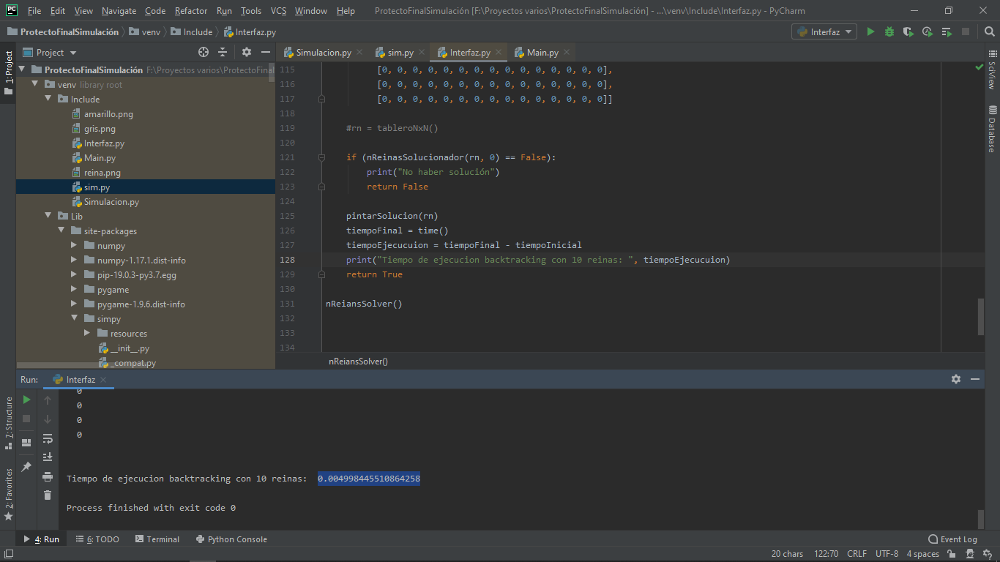 PC File Edit View Navigate Code Refactor Run Tools VCS Window Help ProtectoFinalSimulación [F:\Proyectos varios\ProtectoFinalSimulación] - ...\venv\Include\Interfaz.py - PyCharm
ProtectoFinalSimulación venv Include Interfaz.py Interfaz
1: Project
Project
ProtectoFinalSimulación F:\Proyectos varios\ProtectoFinal
venv library root
Include
amarillo.png
gris.png
Interfaz.py
Main.py
reina.png
sim.py
Simulacion.py
Lib
site-packages
numpy
numpy-1.17.1.dist-info
pip-19.0.3-py3.7.egg
pygame
pygame-1.9.6.dist-info
simpy
resources
__init__.py
_compat.py
Simulacion.py sim.py Interfaz.py Main.py
115 [0, 0, 0, 0, 0, 0, 0, 0, 0, 0, 0, 0, 0, 0, 0],
116 [0, 0, 0, 0, 0, 0, 0, 0, 0, 0, 0, 0, 0, 0, 0],
117 [0, 0, 0, 0, 0, 0, 0, 0, 0, 0, 0, 0, 0, 0, 0]]
118
119 #rn = tableroNxN()
120
121 if (nReinasSolucionador(rn, 0) == False):
122 print("No haber solución")
123 return False
124
125 pintarSolucion(rn)
126 tiempoFinal = time()
127 tiempoEjecucuion = tiempoFinal - tiempoInicial
128 print("Tiempo de ejecucion backtracking con 10 reinas: ", tiempoEjecucuion)
129 return True
130
131 nReiansSolver()
132
133
134
nReiansSolver()
SciView
Database
Run: Interfaz
0
0
0
0
Tiempo de ejecucion backtracking con 10 reinas:  0.004998445510864258
Process finished with exit code 0
7: Structure
2: Favorites
4: Run 6: TODO Terminal Python Console Event Log
20 chars 122:70 CRLF UTF-8 4 spaces